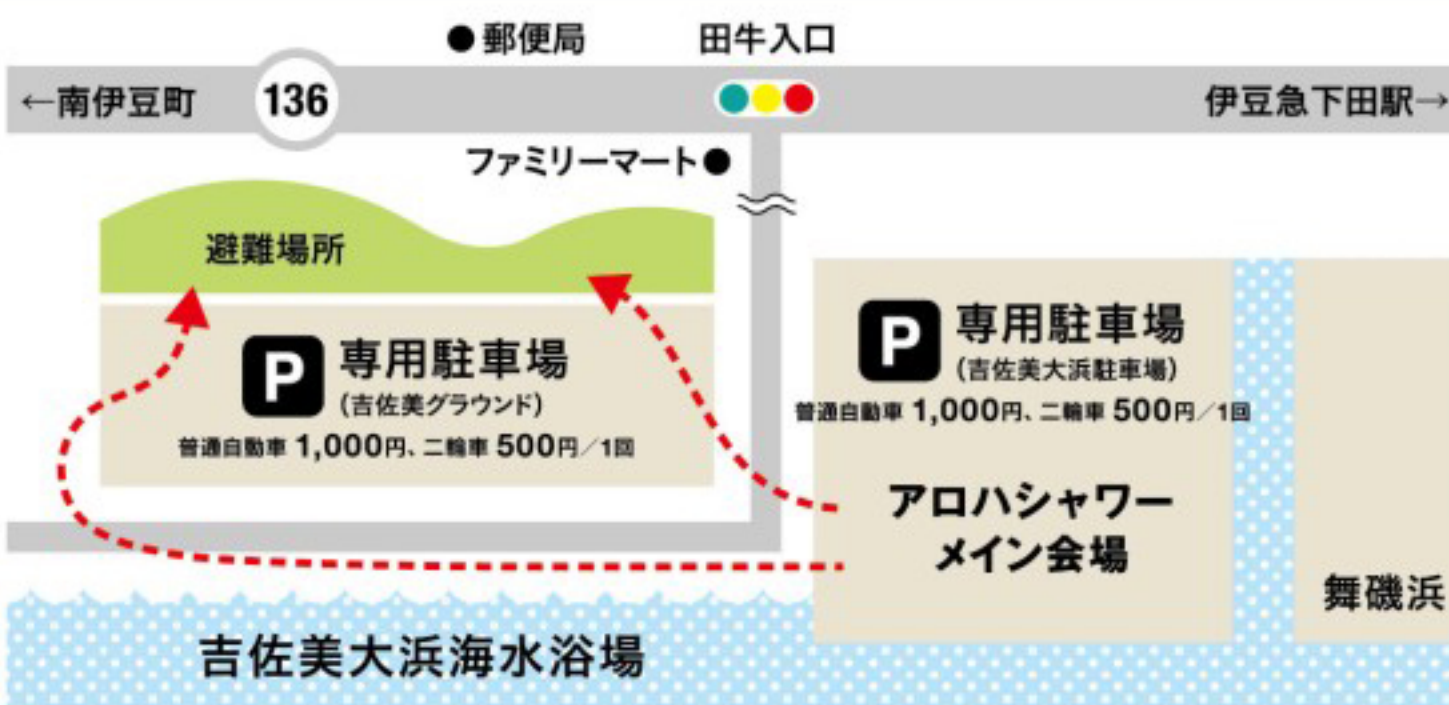 ●郵便局
田牛入口
←南伊豆町
136
伊豆急下田駅→
ファミリーマート●
避難場所
P 専用駐車場
(吉佐美グラウンド)
普通自動車 1,000円、二輪車 500円／1回
P 専用駐車場
(吉佐美大浜駐車場)
普通自動車 1,000円、二輪車 500円／1回
アロハシャワー
メイン会場
舞磯浜
吉佐美大浜海水浴場